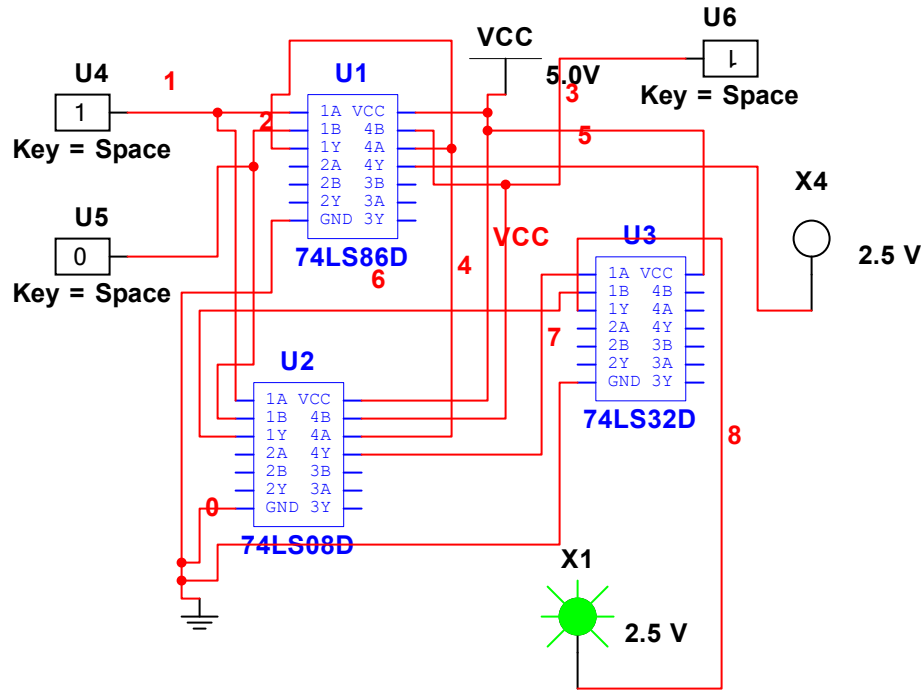 U6
VCC
1
5.0V
3
Key = Space
U4
1
U1
1
Key = Space
2
1A VCC
1B 4B
1Y 4A
2A 4Y
2B 3B
2Y 3A
GND 3Y
74LS86D
5
U5
0
Key = Space
X4
2.5 V
VCC
6
4
U3
1A VCC
1B 4B
1Y 4A
2A 4Y
2B 3B
2Y 3A
GND 3Y
74LS32D
7
8
U2
1A VCC
1B 4B
1Y 4A
2A 4Y
2B 3B
2Y 3A
GND 3Y
74LS08D
0
X1
2.5 V